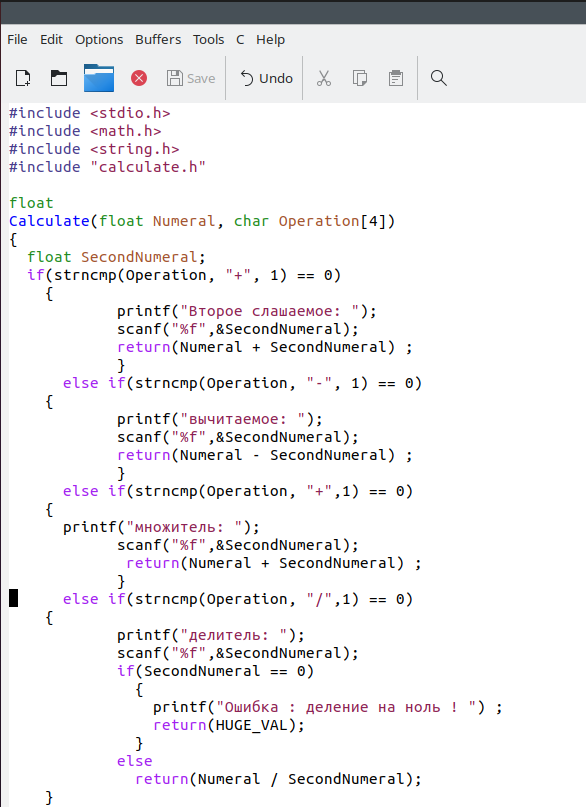 File Edit Options Buffers Tools C Help
Save Undo
#include <stdio.h>
#include <math.h>
#include <string.h>
#include "calculate.h"
float
Calculate(float Numeral, char Operation[4])
{
  float SecondNumeral;
  if(strncmp(Operation, "+", 1) == 0)
    {
            printf("Второе слашаемое: ");
            scanf("%f",&SecondNumeral);
            return(Numeral + SecondNumeral) ;
            }
      else if(strncmp(Operation, "-", 1) == 0)
    {
            printf("вычитаемое: ");
            scanf("%f",&SecondNumeral);
            return(Numeral - SecondNumeral) ;
            }
      else if(strncmp(Operation, "+",1) == 0)
    {
      printf("множитель: ");
            scanf("%f",&SecondNumeral);
             return(Numeral + SecondNumeral) ;
            }
      else if(strncmp(Operation, "/",1) == 0)
    {
            printf("делитель: ");
            scanf("%f",&SecondNumeral);
            if(SecondNumeral == 0)
              {
                printf("Ошибка : деление на ноль ! ") ;
                return(HUGE_VAL);
              }
            else
              return(Numeral / SecondNumeral);
    }